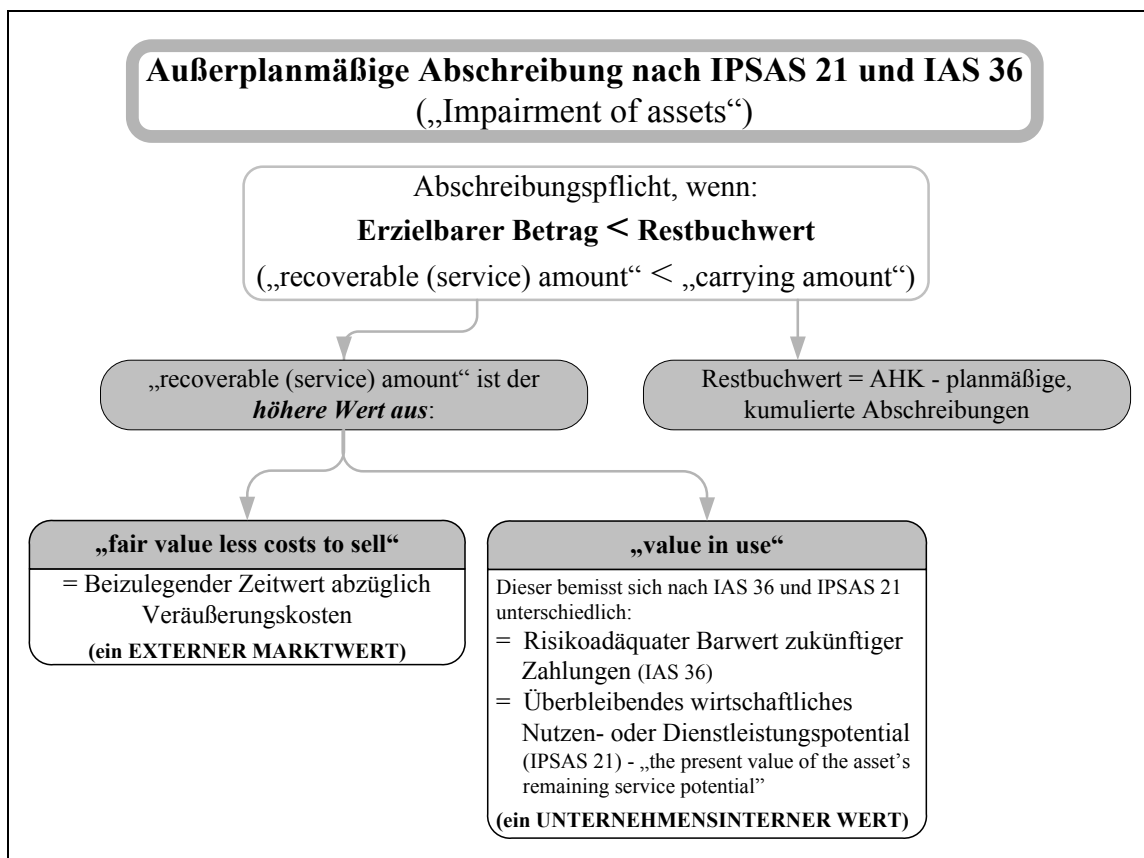 Außerplanmäßige Abschreibung nach IPSAS 21 und IAS 36
(„Impairment of assets“)
Abschreibungspflicht, wenn:
Erzielbarer Betrag < Restbuchwert
(„recoverable (service) amount“ < „carrying amount“)
„recoverable (service) amount“ ist der
höhere Wert aus:
Restbuchwert = AHK - planmäßige,
kumulierte Abschreibungen
„fair value less costs to sell“
= Beizulegender Zeitwert abzüglich
Veräußerungskosten
(ein EXTERNER MARKTWERT)
„value in use“
Dieser bemisst sich nach IAS 36 und IPSAS 21
unterschiedlich:
= Risikoadäquater Barwert zukünftiger
Zahlungen (IAS 36)
= Überbleibendes wirtschaftliches
Nutzen- oder Dienstleistungspotential
(IPSAS 21) - „the present value of the asset’s
remaining service potential”
(ein UNTERNEHMENSINTERNER WERT)